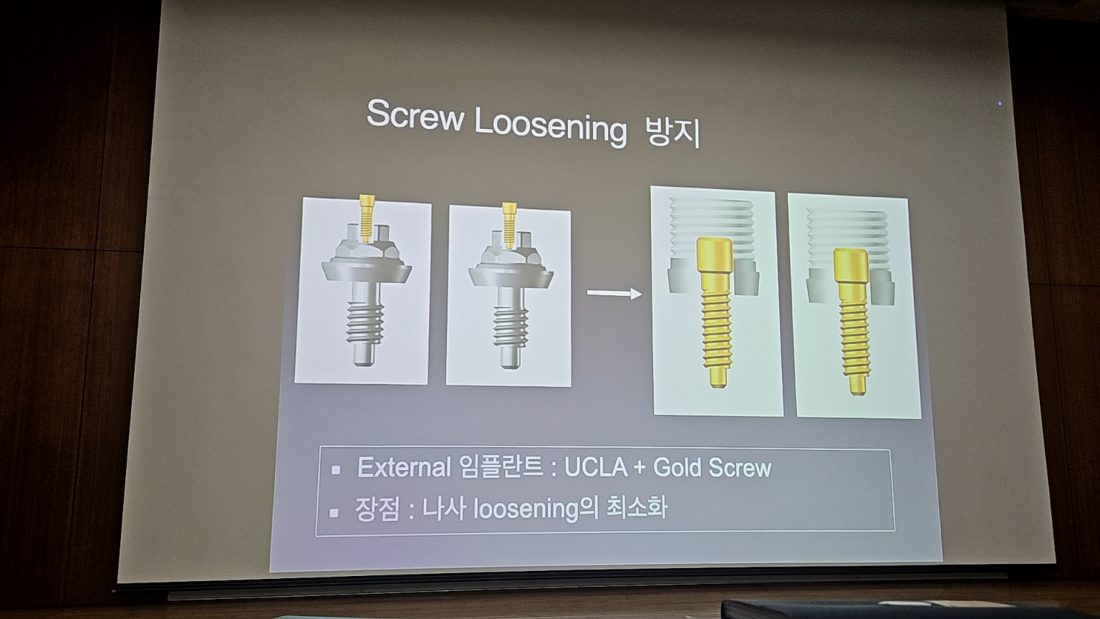 Screw Loosening 방지
▪ External 임플란트 : UCLA + Gold Screw
▪ 장점 : 나사 loosening의 최소화